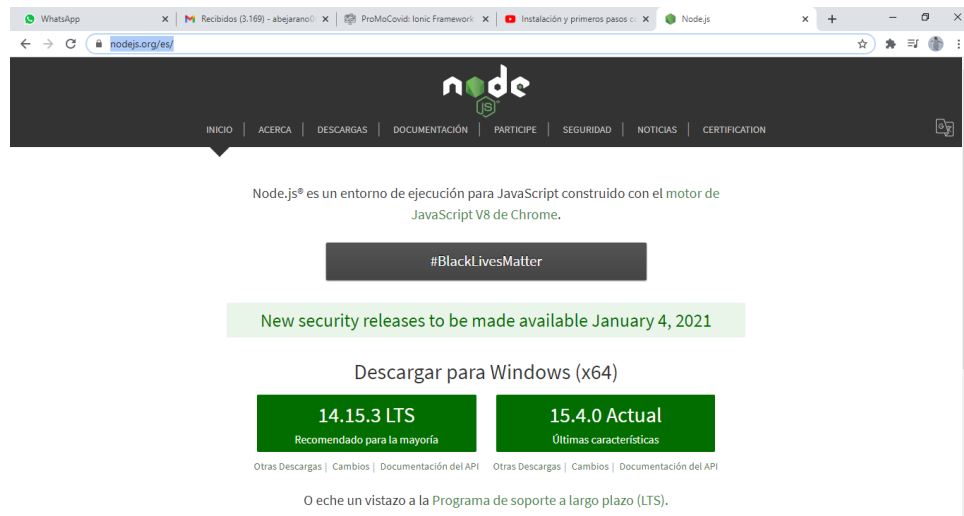 WhatsApp
Recibidos (3.169) - abejarano
ProMoCovid: Ionic Framework
Instalación y primeros pasos c
Node.js
nodejs.org/es/
node
JS
INICIO | ACERCA | DESCARGAS | DOCUMENTACIÓN | PARTICIPE | SEGURIDAD | NOTICIAS | CERTIFICATION
Node.js® es un entorno de ejecución para JavaScript construido con el motor de
JavaScript V8 de Chrome.
#BlackLivesMatter
New security releases to be made available January 4, 2021
Descargar para Windows (x64)
14.15.3 LTS
Recomendado para la mayoría
15.4.0 Actual
Últimas características
Otras Descargas | Cambios | Documentación del API
Otras Descargas | Cambios | Documentación del API
O eche un vistazo a la Programa de soporte a largo plazo (LTS).